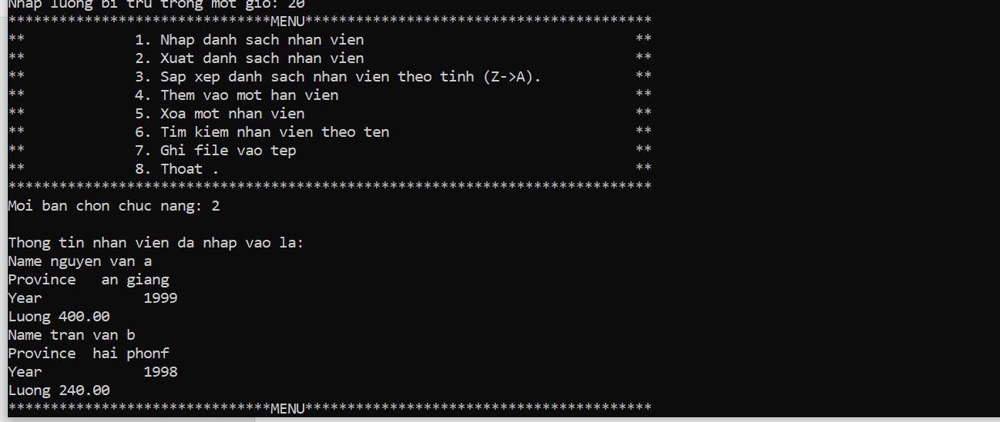 Nhap luong bi tru trong mot gio: 20
*******************************MENU*****************************************
**             1. Nhap danh sach nhan vien                                **
**             2. Xuat danh sach nhan vien                                **
**             3. Sap xep danh sach nhan vien theo tinh (Z->A).           **
**             4. Them vao mot han vien                                   **
**             5. Xoa mot nhan vien                                       **
**             6. Tim kiem nhan vien theo ten                             **
**             7. Ghi file vao tep                                        **
**             8. Thoat .                                                 **
****************************************************************************
Moi ban chon chuc nang: 2
Thong tin nhan vien da nhap vao la:
Name nguyen van a
Province   an giang
Year            1999
Luong 400.00
Name tran van b
Province  hai phonf
Year            1998
Luong 240.00
*******************************MENU*****************************************